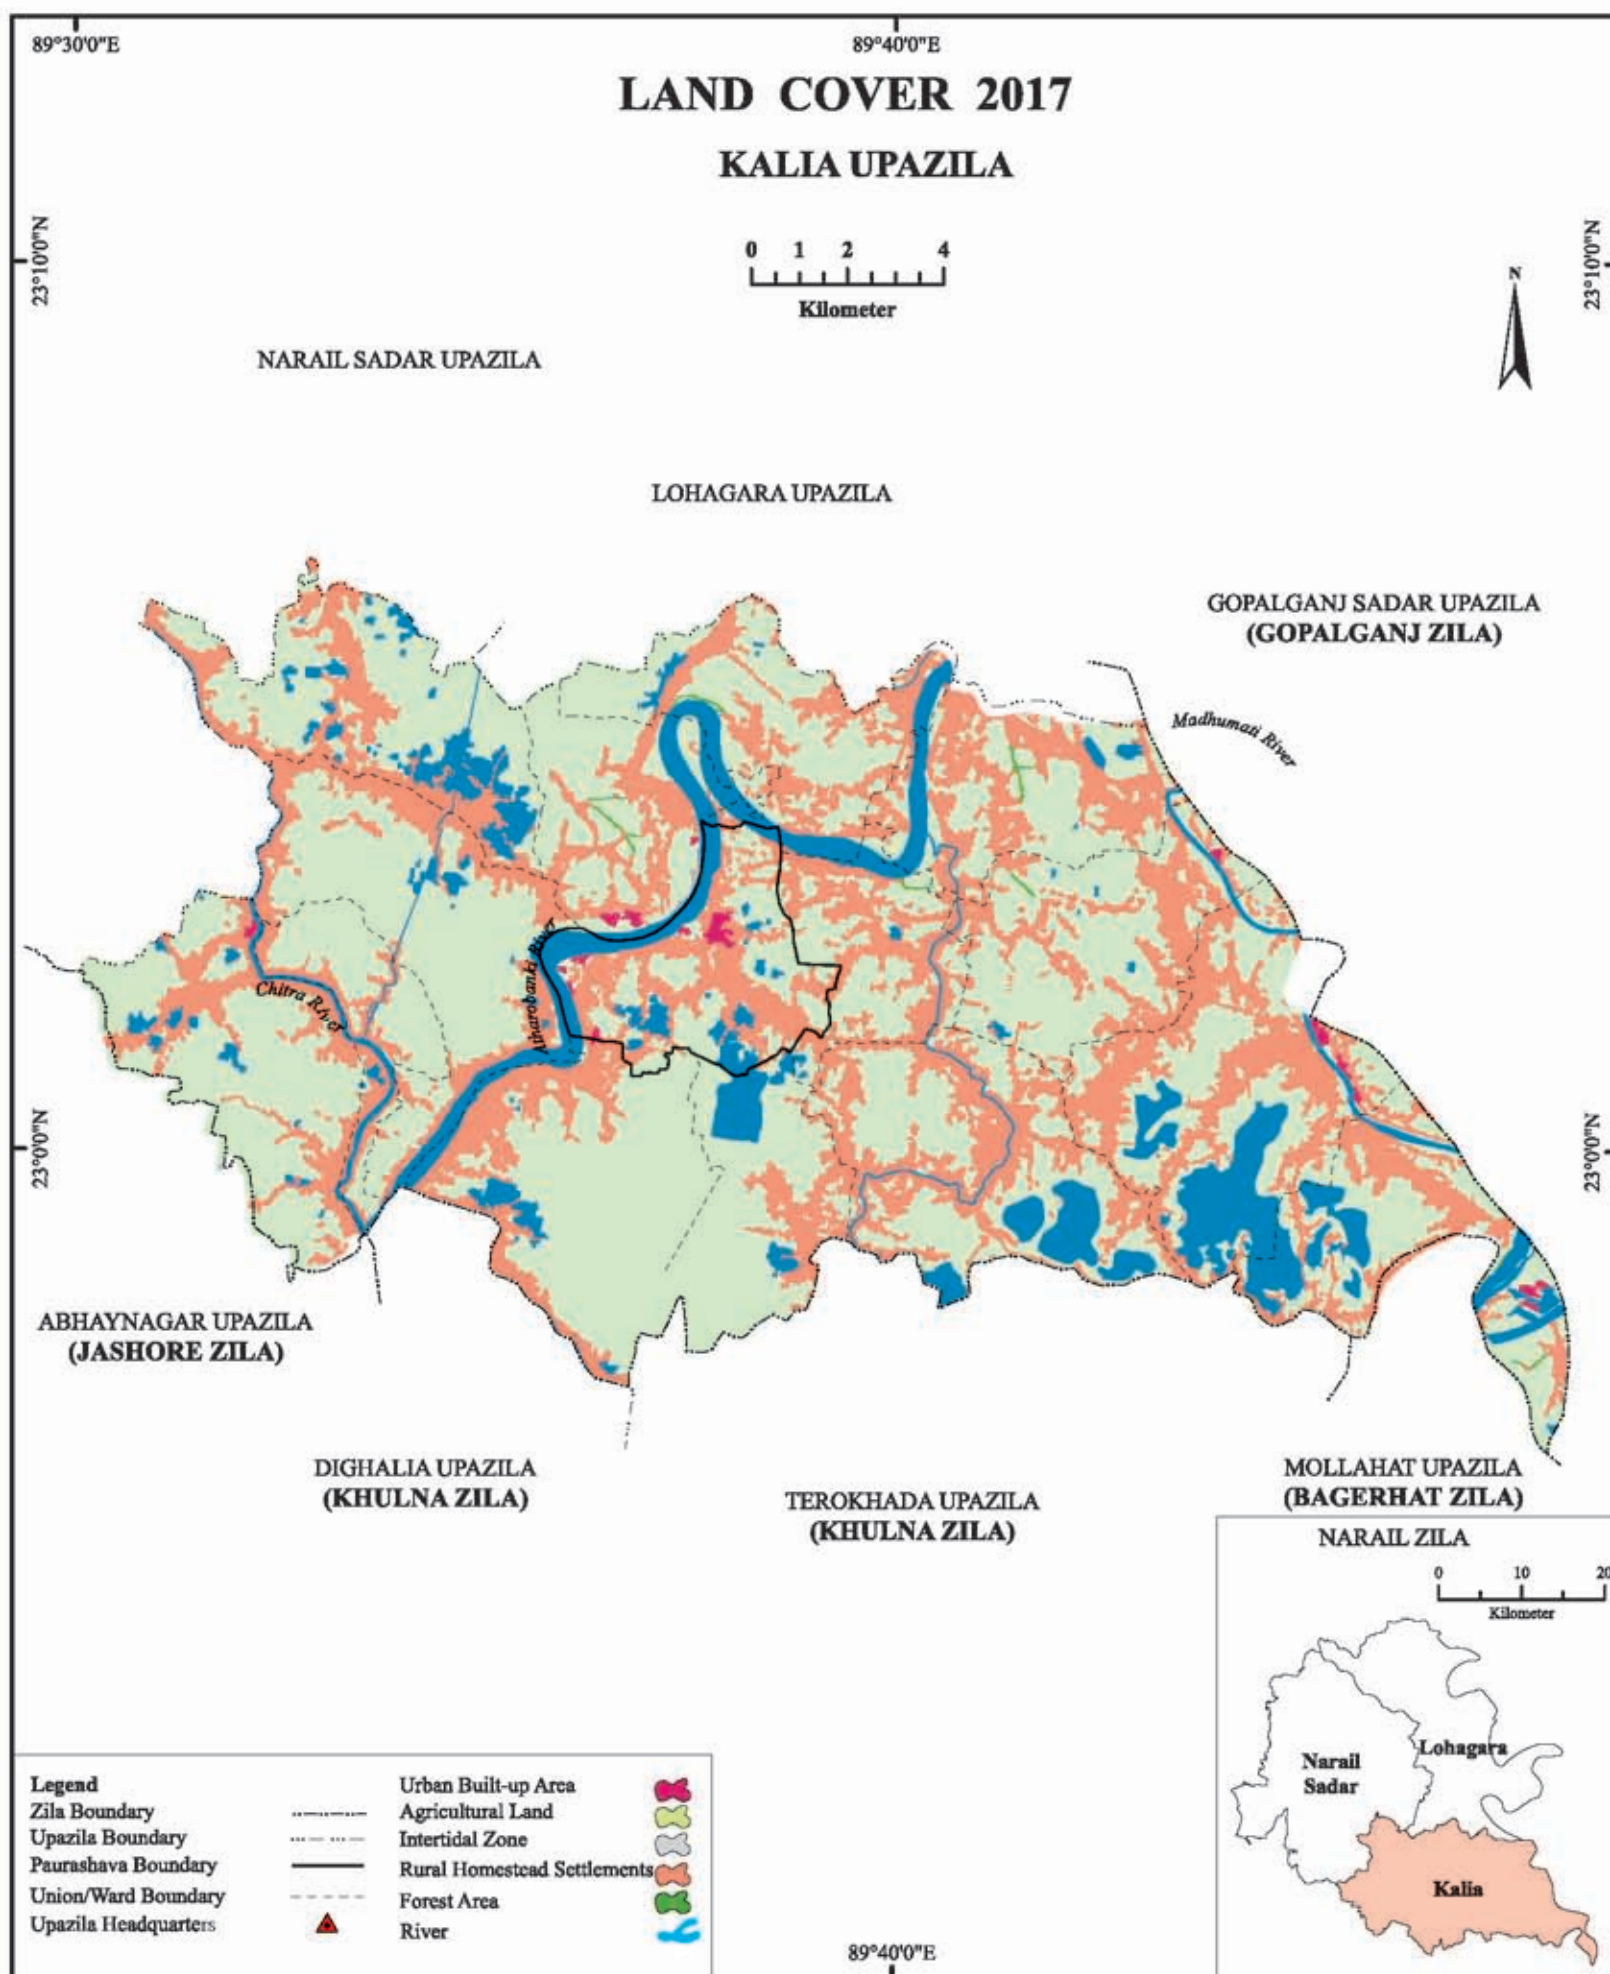 89°30'0"E
89°40'0"E
LAND COVER 2017
KALIA UPAZILA
23°10'0"N
23°10'0"N
0 1 2 4
Kilometer
N
NARAIL SADAR UPAZILA
LOHAGARA UPAZILA
GOPALGANJ SADAR UPAZILA
(GOPALGANJ ZILA)
Madhumati River
Atharobanki River
Chitra River
23°0'0"N
23°0'0"N
ABHAYNAGAR UPAZILA
(JASHORE ZILA)
DIGHALIA UPAZILA
(KHULNA ZILA)
TEROKHADA UPAZILA
(KHULNA ZILA)
MOLLAHAT UPAZILA
(BAGERHAT ZILA)
NARAIL ZILA
0 10 20
Kilometer
Narail
Sadar
Lohagara
Kalia
Legend
Zila Boundary
Upazila Boundary
Paurashava Boundary
Union/Ward Boundary
Upazila Headquarters
Urban Built-up Area
Agricultural Land
Intertidal Zone
Rural Homestead Settlements
Forest Area
River
89°40'0"E